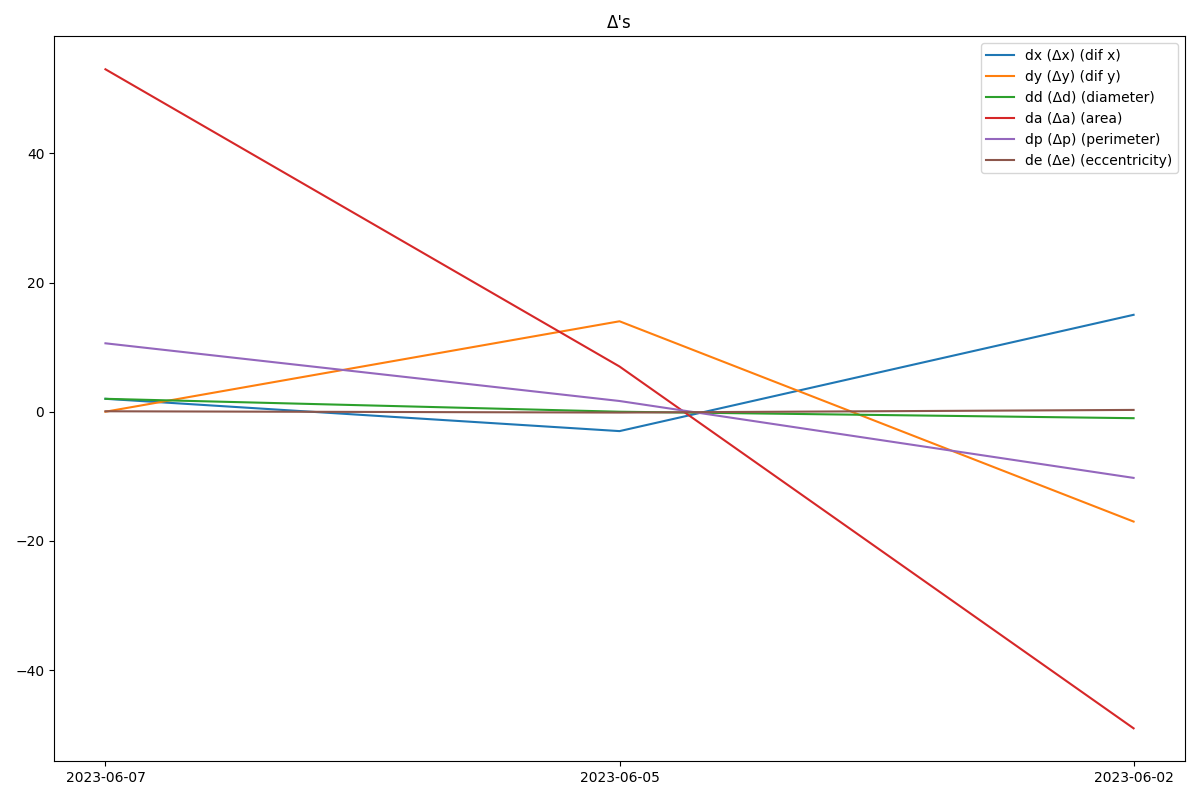 Δ's
dx (Δx) (dif x)
dy (Δy) (dif y)
dd (Δd) (diameter)
da (Δa) (area)
dp (Δp) (perimeter)
de (Δe) (eccentricity)
40
20
0
−20
−40
2023-06-07 2023-06-05 2023-06-02